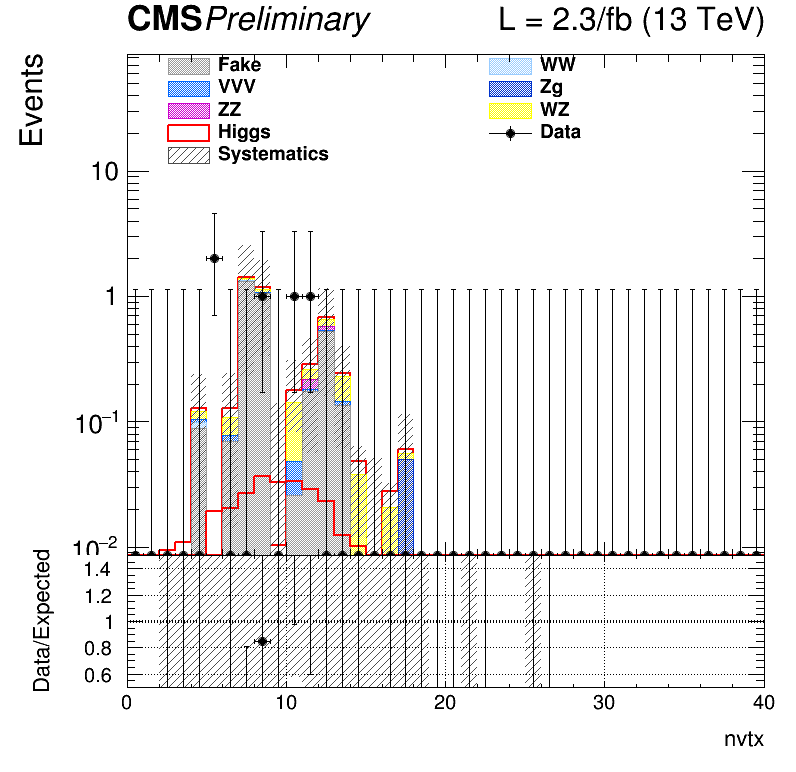 CMS Preliminary L = 2.3/fb (13 TeV)
Events
Fake WW
VVV Zg
ZZ WZ
Higgs Data
Systematics
10
1
10⁻¹
10⁻²
Data/Expected
1.4
1.2
1
0.8
0.6
0 10 20 30 40
nvtx